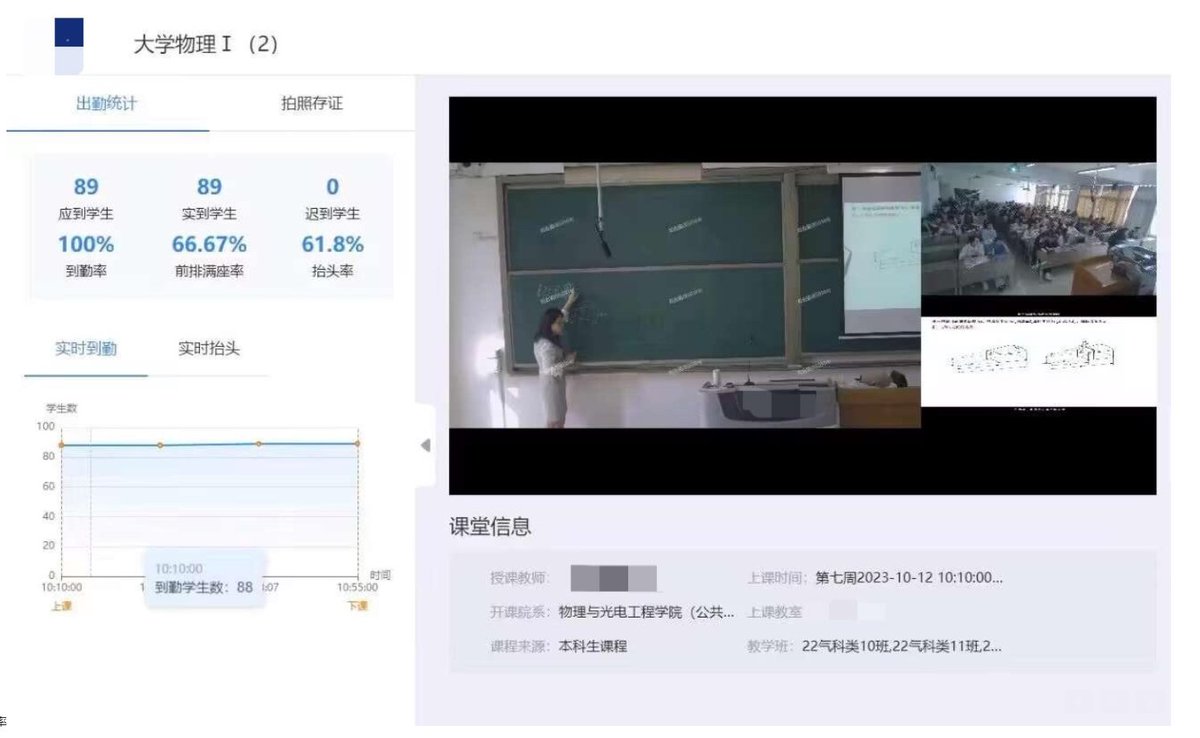 大学物理Ⅰ（2）
出勤统计
拍照存证
89
89
0
应到学生
实到学生
迟到学生
100%
66.67%
61.8%
到勤率
前排满座率
抬头率
实时到勤
实时抬头
学生数
100
80
60
40
20
0
时间
10:10:00
:07
10:55:00
上课
下课
10:10:00
到勤学生数：88
课堂信息
授课教师：
上课时间：第七周2023-10-12 10:10:00...
开课院系：物理与光电工程学院（公共...
上课教室
课程来源：本科生课程
教学班：22气科类10班,22气科类11班,2...
率